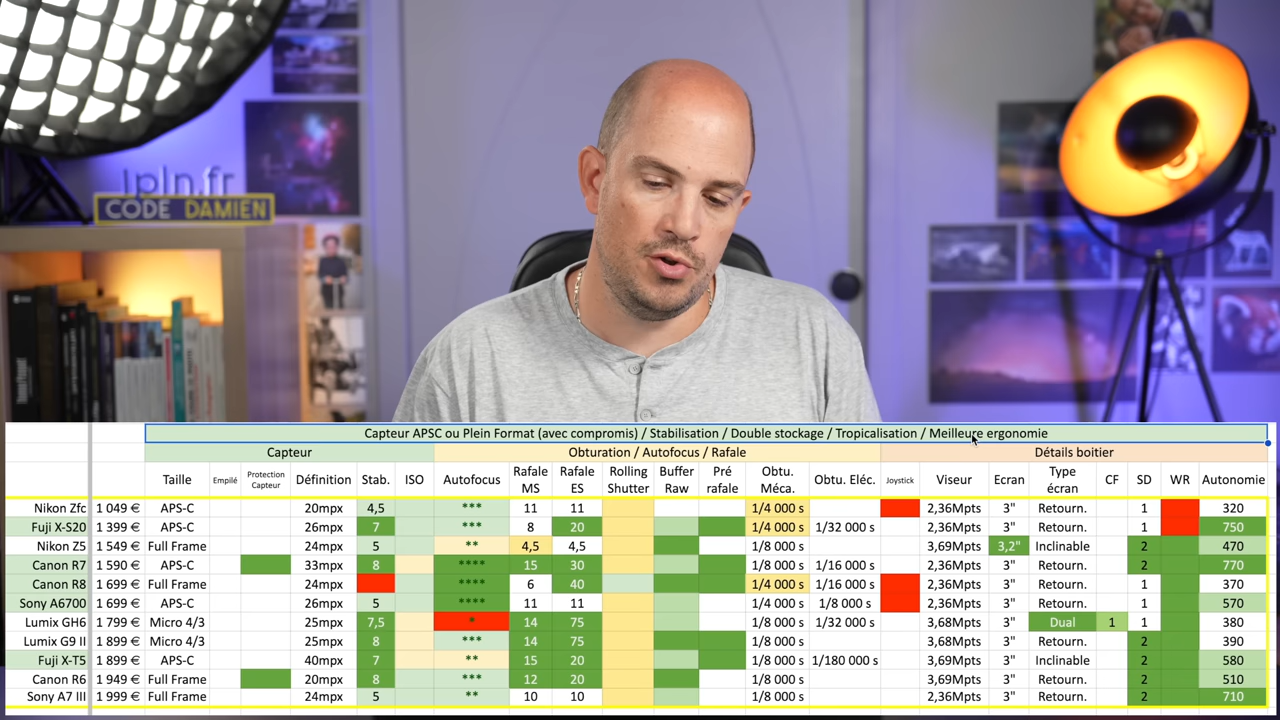 lpln.fr
CODE DAMIEN
Capteur APSC ou Plein Format (avec compromis) / Stabilisation / Double stockage / Tropicalisation / Meilleure ergonomie
Capteur Obturation / Autofocus / Rafale Détails boitier
Taille Empilé Protection Capteur Définition Stab. ISO Autofocus Rafale MS Rafale ES Rolling Shutter Buffer Raw Pré rafale Obtu. Méca. Obtu. Eléc. Joystick Viseur Ecran Type écran CF SD WR Autonomie
Nikon Zfc 1 049 € APS-C 20mpx 4,5 *** 11 11 1/4 000 s 2,36Mpts 3" Retourn. 1 320
Fuji X-S20 1 399 € APS-C 26mpx 7 *** 8 20 1/4 000 s 1/32 000 s 2,36Mpts 3" Retourn. 1 750
Nikon Z5 1 549 € Full Frame 24mpx 5 ** 4,5 4,5 1/8 000 s 3,69Mpts 3,2" Inclinable 2 470
Canon R7 1 590 € APS-C 33mpx 8 **** 15 30 1/8 000 s 1/16 000 s 2,36Mpts 3" Retourn. 2 770
Canon R8 1 699 € Full Frame 24mpx **** 6 40 1/4 000 s 1/16 000 s 2,36Mpts 3" Retourn. 1 370
Sony A6700 1 699 € APS-C 26mpx 5 **** 11 11 1/4 000 s 1/8 000 s 2,36Mpts 3" Retourn. 1 570
Lumix GH6 1 799 € Micro 4/3 25mpx 7,5 * 14 75 1/8 000 s 1/32 000 s 3,68Mpts 3" Dual 1 1 380
Lumix G9 II 1 899 € Micro 4/3 25mpx 8 *** 14 75 1/8 000 s 3,68Mpts 3" Retourn. 2 390
Fuji X-T5 1 899 € APS-C 40mpx 7 ** 15 20 1/8 000 s 1/180 000 s 3,69Mpts 3" Inclinable 2 580
Canon R6 1 949 € Full Frame 20mpx 8 *** 12 20 1/8 000 s 3,69Mpts 3" Retourn. 2 510
Sony A7 III 1 999 € Full Frame 24mpx 5 ** 10 10 1/8 000 s 2,36Mpts 3" Retourn. 2 710